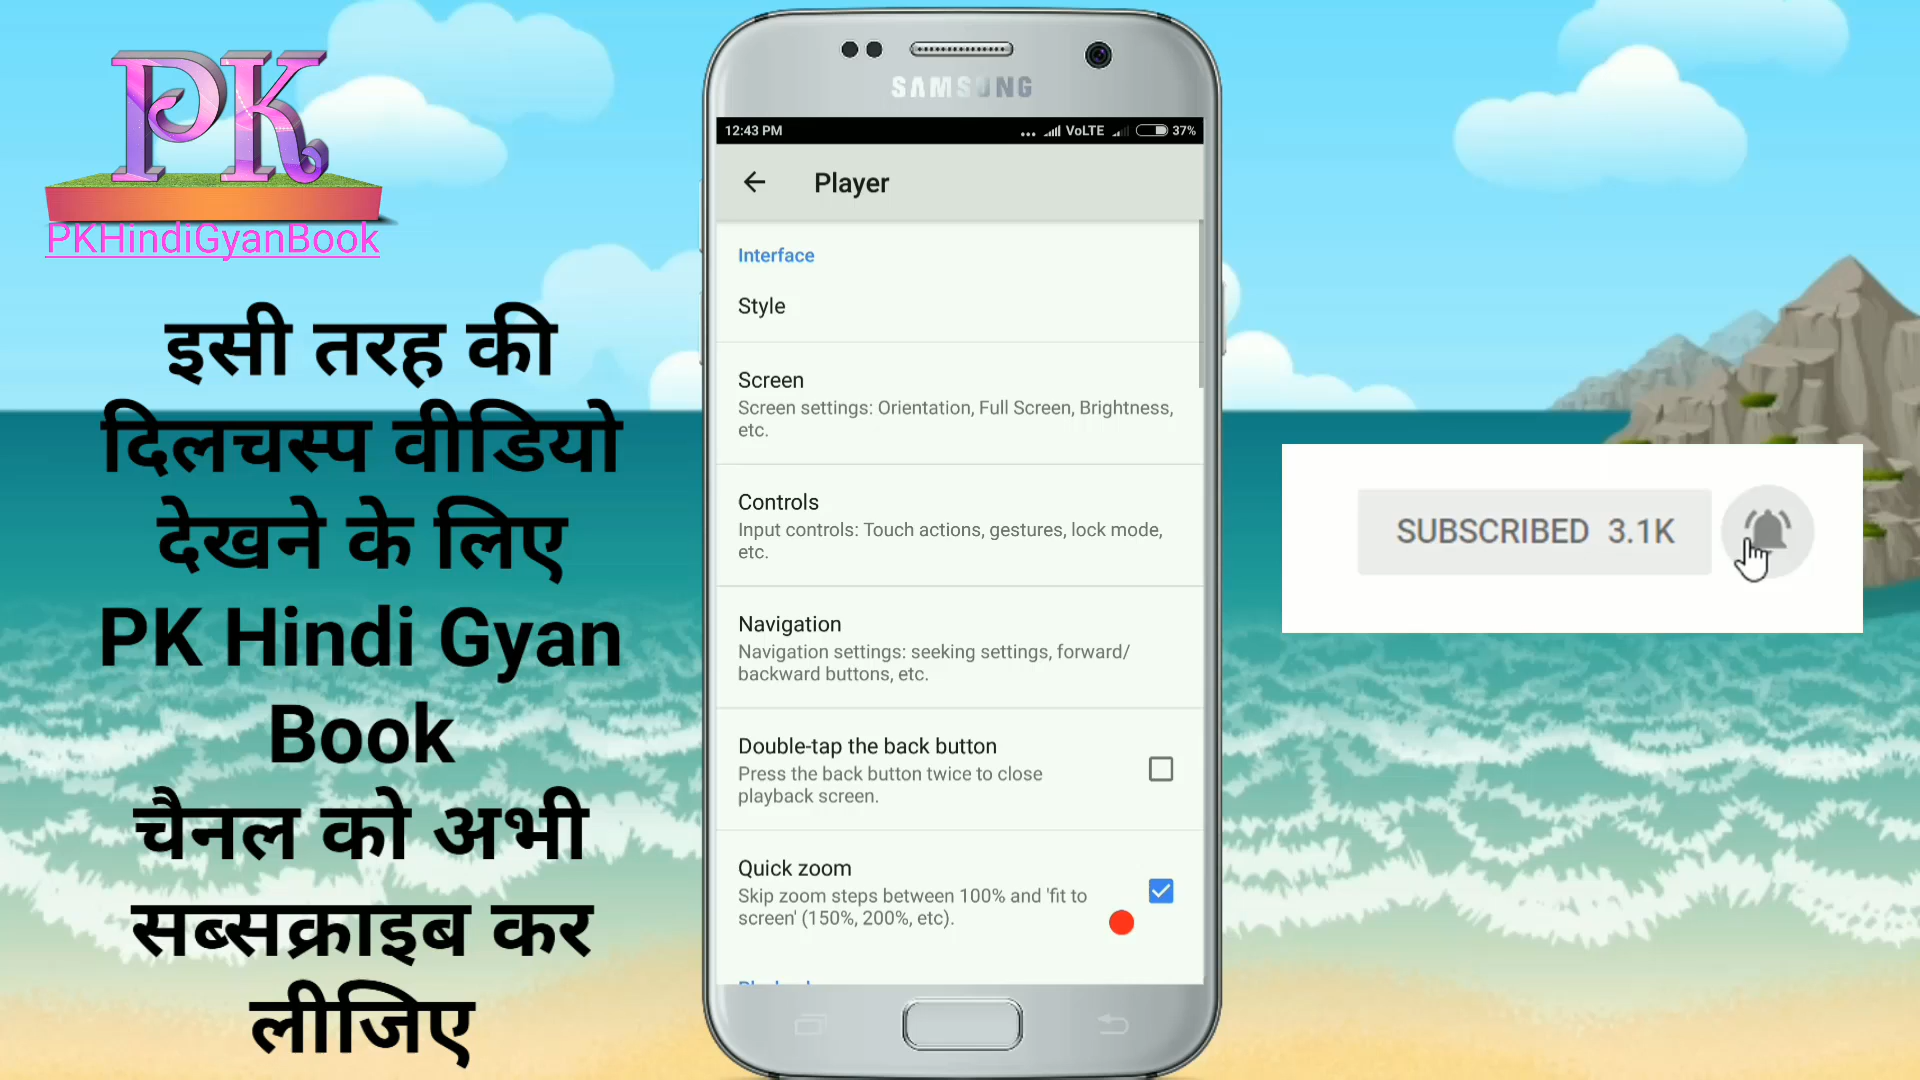 PK
PKHindiGyanBook
इसी तरह की
दिलचस्प वीडियो
देखने के लिए
PK Hindi Gyan
Book
चैनल को अभी
सब्सक्राइब कर
लीजिए
SAMSUNG
12:43 PM
VoLTE 37%
Player
Interface
Style
Screen
Screen settings: Orientation, Full Screen, Brightness,
etc.
Controls
Input controls: Touch actions, gestures, lock mode,
etc.
Navigation
Navigation settings: seeking settings, forward/
backward buttons, etc.
Double-tap the back button
Press the back button twice to close
playback screen.
Quick zoom
Skip zoom steps between 100% and 'fit to
screen' (150%, 200%, etc).
SUBSCRIBED 3.1K